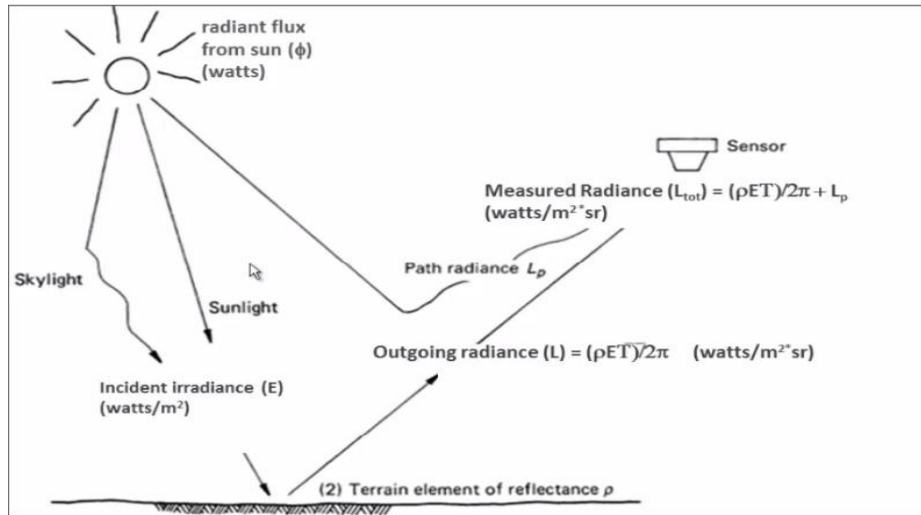 radiant flux
from sun (ϕ)
(watts)
Sensor
Measured Radiance (Lₜₒₜ) = (ρET)/2π + Lₚ
(watts/m²*sr)
Path radiance Lₚ
Skylight
Sunlight
Outgoing radiance (L) = (ρET)/2π (watts/m²*sr)
Incident irradiance (E)
(watts/m²)
(2) Terrain element of reflectance ρ